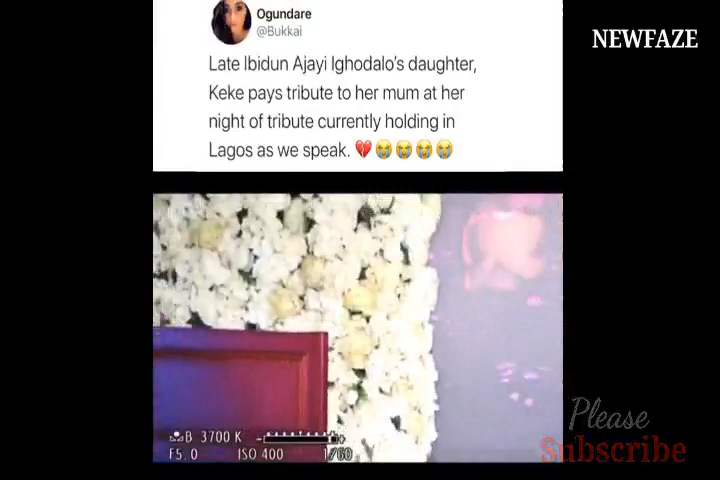 Ogundare
@Bukkai
NEWFAZE
Late Ibidun Ajayi Ighodalo's daughter,
Keke pays tribute to her mum at her
night of tribute currently holding in
Lagos as we speak. 💔😭😭😭😭
B 3700 K - +
F5.0 ISO 400 1/60
Please
Subscribe